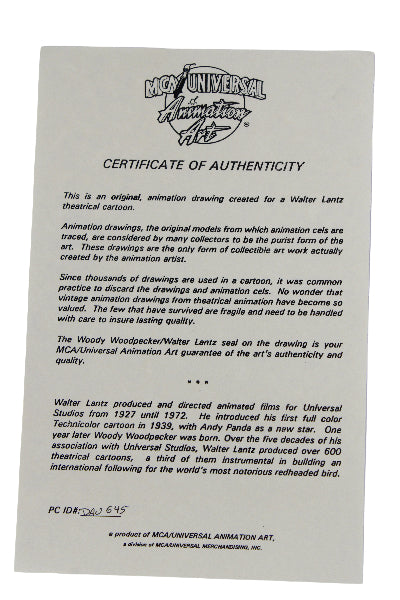 MCA/UNIVERSAL
Animation
Art
®
CERTIFICATE OF AUTHENTICITY
This is an original, animation drawing created for a Walter Lantz
theatrical cartoon.
Animation drawings, the original models from which animation cels are
traced, are considered by many collectors to be the purist form of the
art. These drawings are the only form of collectible art work actually
created by the animation artist.
Since thousands of drawings are used in a cartoon, it was common
practice to discard the drawings and animation cels. No wonder that
vintage animation drawings from theatrical animation have become so
valued. The few that have survived are fragile and need to be handled
with care to insure lasting quality.
The Woody Woodpecker/Walter Lantz seal on the drawing is your
MCA/Universal Animation Art guarantee of the art's authenticity and
quality.
* * *
Walter Lantz produced and directed animated films for Universal
Studios from 1927 until 1972. He introduced his first full color
Technicolor cartoon in 1939, with Andy Panda as a new star. One
year later Woody Woodpecker was born. Over the five decades of his
association with Universal Studios, Walter Lantz produced over 600
theatrical cartoons, a third of them instrumental in building an
international following for the world's most notorious redheaded bird.
PC ID#: 645
a product of MCA/UNIVERSAL ANIMATION ART,
a division of MCA/UNIVERSAL MERCHANDISING, INC.